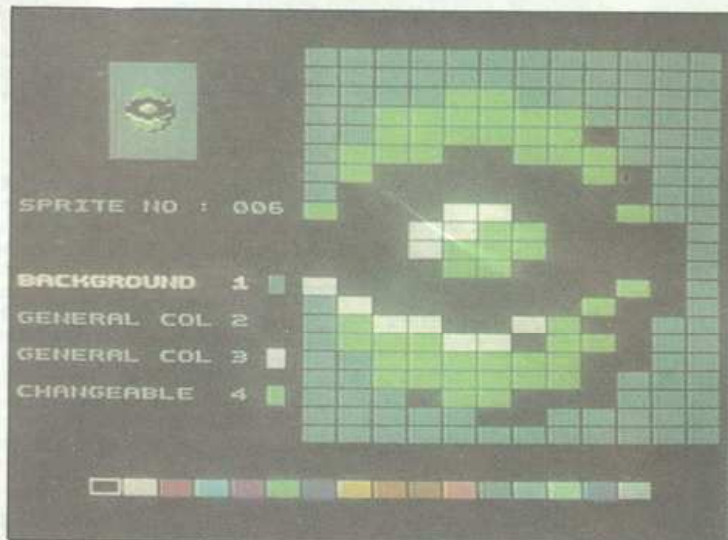 SPRITE NO : 006
BACKGROUND 1
GENERAL COL 2
GENERAL COL 3
CHANGEABLE 4